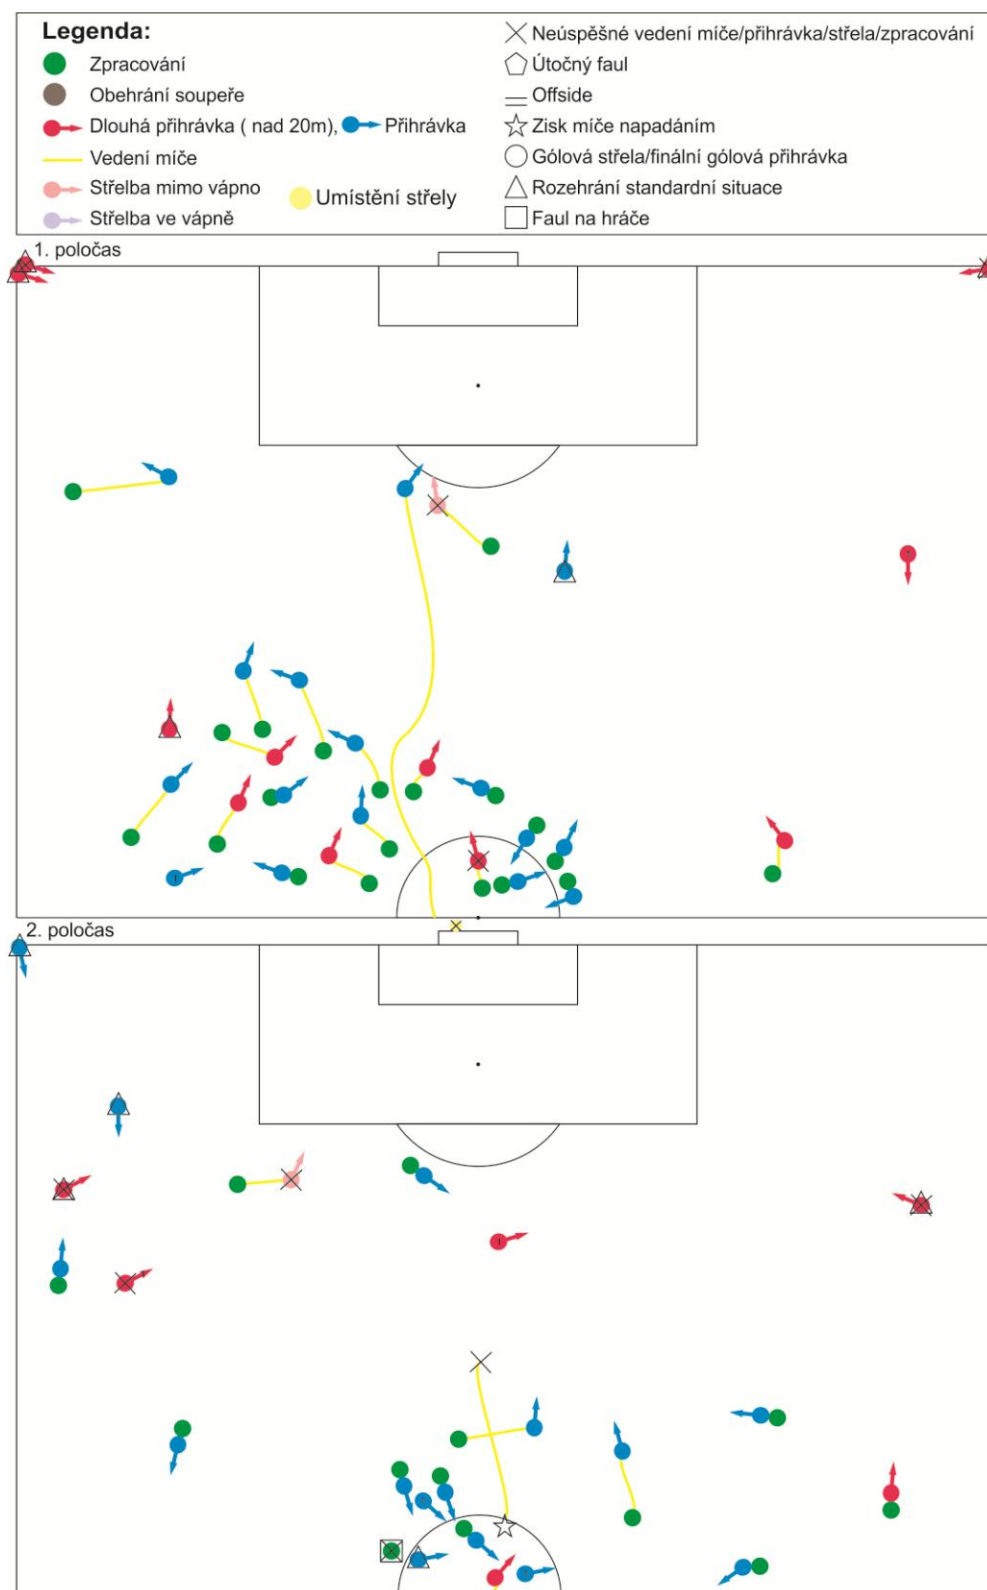 Legenda:
Zpracování
Obehrání soupeře
Dlouhá přihrávka ( nad 20m), Přihrávka
Vedení míče
Střelba mimo vápno
Střelba ve vápně
Umístění střely
Neúspěšné vedení míče/přihrávka/střela/zpracování
Útočný faul
Offside
Zisk míče napadáním
Gólová střela/finální gólová přihrávka
Rozehrání standardní situace
Faul na hráče
1. poločas
2. poločas